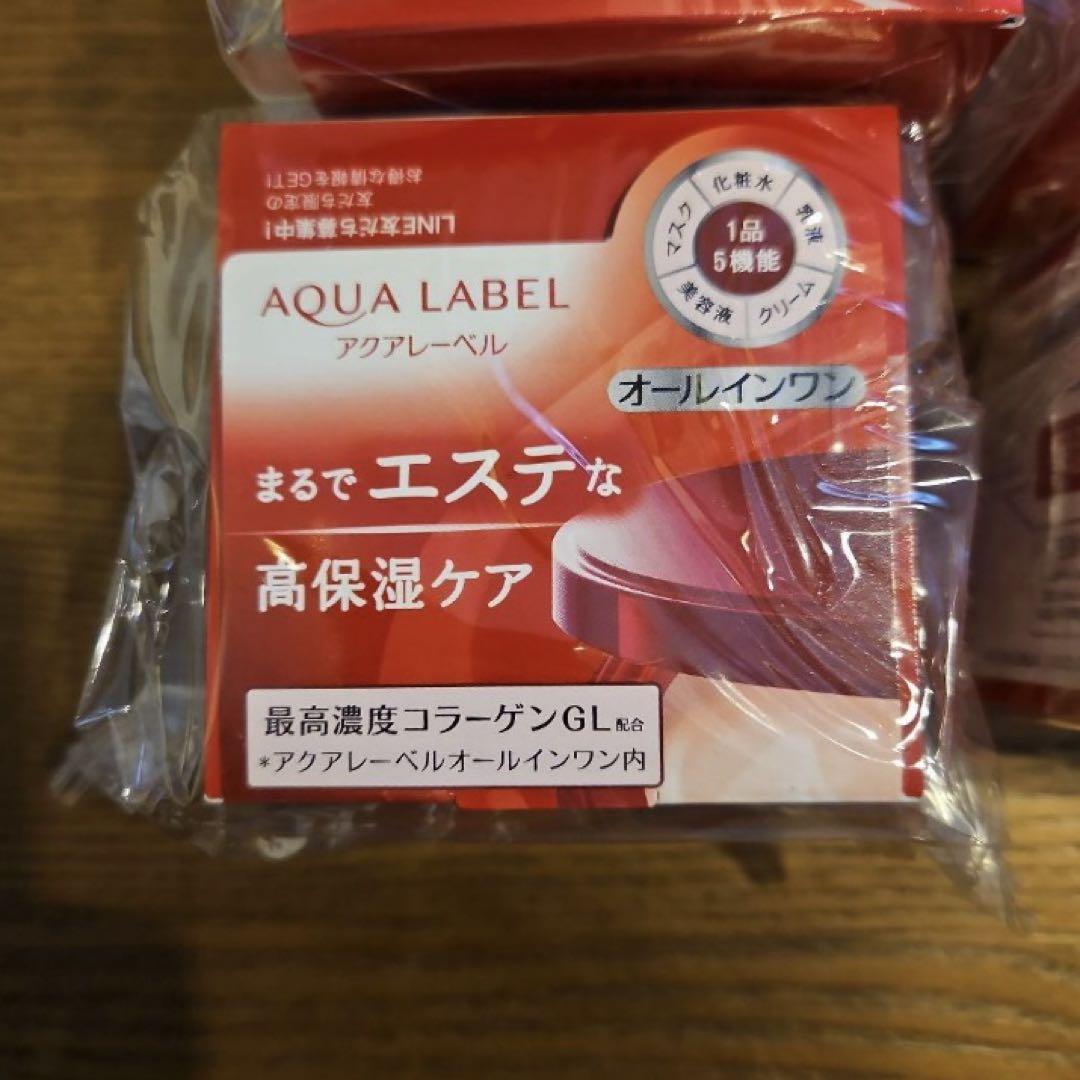 LINE友だち募集中!
友だち限定の
お得な情報をGET!
AQUA LABEL
アクアレーベル
1品
5機能
化粧水
乳液
クリーム
美容液
マスク
オールインワン
まるでエステな
高保湿ケア
最高濃度コラーゲンGL配合
*アクアレーベルオールインワン内